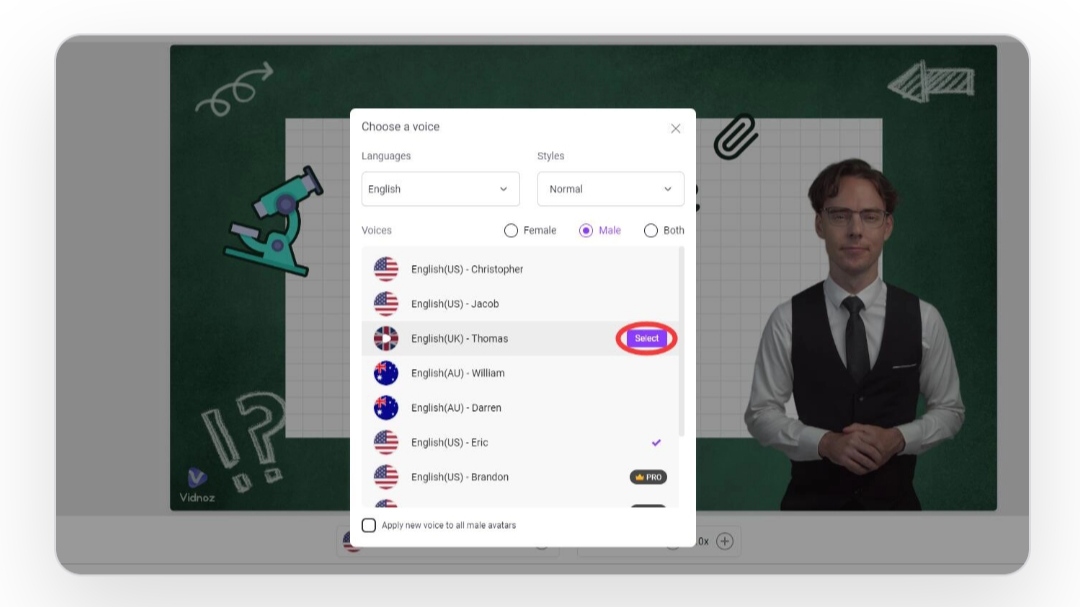 Choose a voice
Languages
Styles
English
Normal
Voices
Female
Male
Both
English(US) - Christopher
English(US) - Jacob
English(UK) - Thomas
Select
English(AU) - William
English(AU) - Darren
English(US) - Eric
English(US) - Brandon
PRO
Apply new voice to all male avatars
!?
Vidnoz
0x